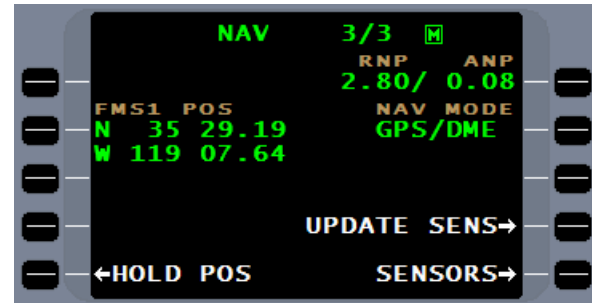 NAV 3/3 M
RNP ANP
2.80/ 0.08
FMS1 POS NAV MODE
N 35 29.19 GPS/DME
W 119 07.64
UPDATE SENS→
←HOLD POS SENSORS→